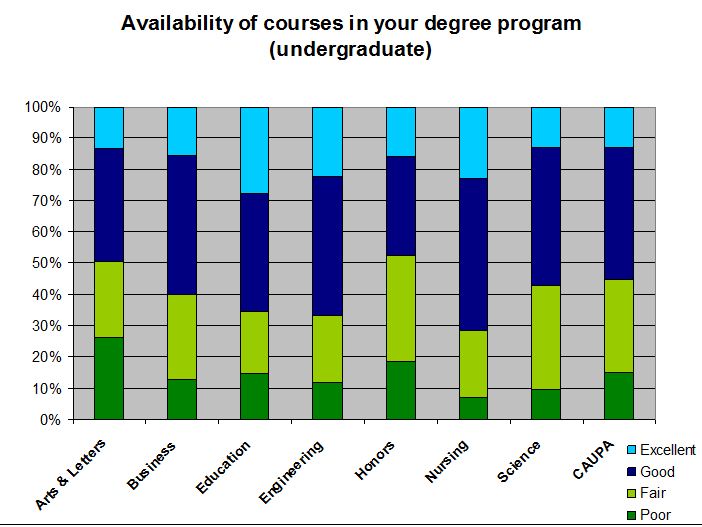 Availability of courses in your degree program
(undergraduate)
100%
90%
80%
70%
60%
50%
40%
30%
20%
10%
0%
Arts & Letters
Business
Education
Engineering
Honors
Nursing
Science
CAUPA
Excellent
Good
Fair
Poor